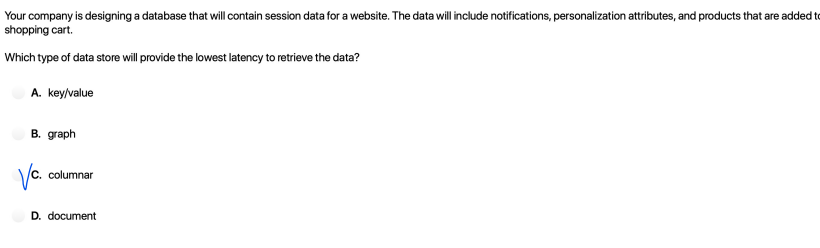 Your company is designing a database that will contain session data for a website. The data will include notifications, personalization attributes, and products that are added
shopping cart.
Which type of data store will provide the lowest latency to retrieve the data?
A. key/value
B. graph
C. columnar
D. document